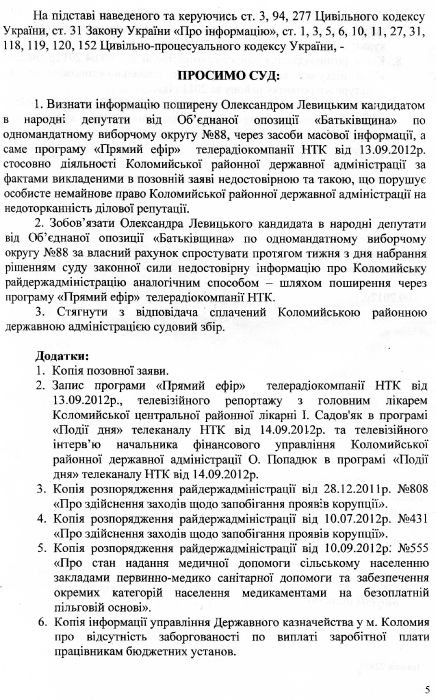 На підставі наведеного та керуючись ст. 3, 94, 277 Цивільного кодексу
України, ст. 31 Закону України «Про інформацію», ст. 1, 3, 5, 6, 10, 11, 27, 31,
118, 119, 120, 152 Цивільно-процесуального кодексу України, -
ПРОСИМО СУД:
1. Визнати інформацію поширену Олександром Левицьким кандидатом
в народні депутати від Об'єднаної опозиції «Батьківщина» по
одномандатному виборчому округу №88, через засоби масової інформації, а
саме програму «Прямий ефір» телерадіокомпанії НТК від 13.09.2012р.
стосовно діяльності Коломийської районної державної адміністрації за
фактами викладеними в позовній заяві недостовірною та такою, що порушує
особисте немайнове право Коломийської районної державної адміністрації на
недоторканність ділової репутації.
2. Зобов'язати Олександра Левицького кандидата в народні депутати
від Об'єднаної опозиції «Батьківщина» по одномандатному виборчому
округу №88 за власний рахунок спростувати протягом тижня з дня набрання
рішенням суду законної сили недостовірну інформацію про Коломийську
райдержадміністрацію аналогічним способом – шляхом поширення через
програму «Прямий ефір» телерадіокомпанії НТК.
3. Стягнути з відповідача сплачений Коломийською районною
державною адміністрацією судовий збір.
Додатки:
1. Копія позовної заяви.
2. Запис програми «Прямий ефір» телерадіокомпанії НТК від
13.09.2012р., телевізійного репортажу з головним лікарем
Коломийської центральної районної лікарні І. Садов'як в програмі
«Події дня» телеканалу НТК від 14.09.2012р. та телевізійного
інтерв'ю начальника фінансового управління Коломийської
районної державної адміністрації О. Попадюк в програмі «Події
дня» телеканалу НТК від 14.09.2012р.
3. Копія розпорядження райдержадміністрації від 28.12.2011р. №808
«Про здійснення заходів щодо запобігання проявів корупції».
4. Копія розпорядження райдержадміністрації від 10.07.2012р. №431
«Про здійснення заходів щодо запобігання проявів корупції».
5. Копія розпорядження райдержадміністрації від 10.09.2012р. №555
«Про стан надання медичної допомоги сільському населенню
закладами первинно-медико санітарної допомоги та забезпечення
окремих категорій населення медикаментами на безоплатній
пільговій основі».
6. Копія інформації управління Державного казначейства у м. Коломия
про відсутність заборгованості по виплаті заробітної плати
працівникам бюджетних установ.
5